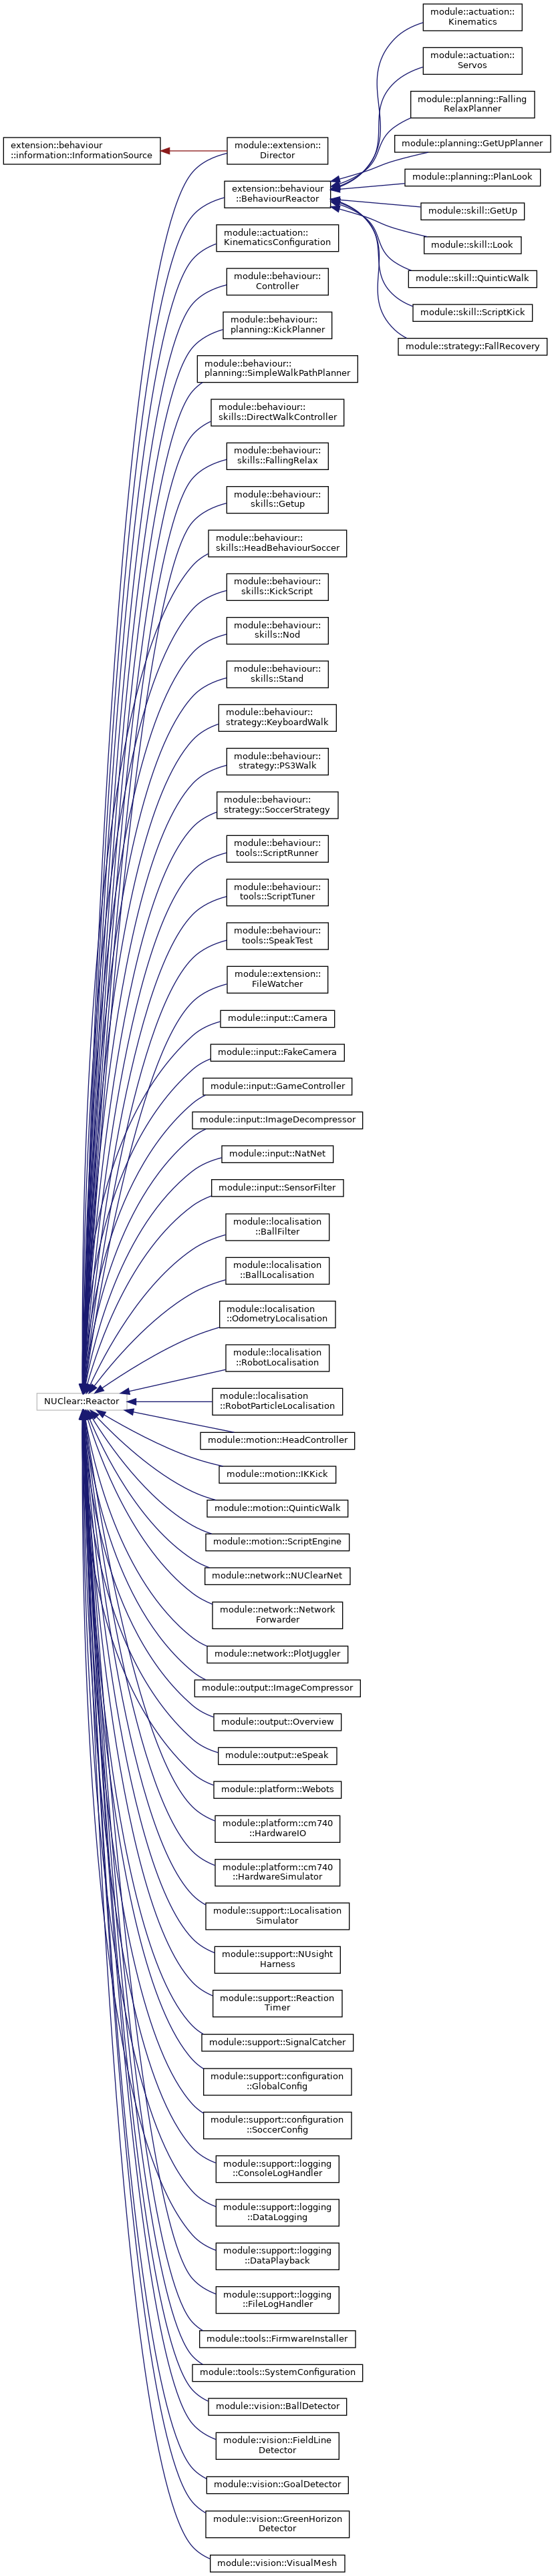 module::actuation::
Kinematics
module::actuation::
Servos
module::planning::Falling
RelaxPlanner
module::planning::GetUpPlanner
module::planning::PlanLook
module::skill::GetUp
module::skill::Look
module::skill::QuinticWalk
module::skill::ScriptKick
module::strategy::FallRecovery
extension::behaviour
::information::InformationSource
module::extension::
Director
extension::behaviour
::BehaviourReactor
module::actuation::
KinematicsConfiguration
module::behaviour::
Controller
module::behaviour::
planning::KickPlanner
module::behaviour::
planning::SimpleWalkPathPlanner
module::behaviour::
skills::DirectWalkController
module::behaviour::
skills::FallingRelax
module::behaviour::
skills::Getup
module::behaviour::
skills::HeadBehaviourSoccer
module::behaviour::
skills::KickScript
module::behaviour::
skills::Nod
module::behaviour::
skills::Stand
module::behaviour::
strategy::KeyboardWalk
module::behaviour::
strategy::PS3Walk
module::behaviour::
strategy::SoccerStrategy
module::behaviour::
tools::ScriptRunner
module::behaviour::
tools::ScriptTuner
module::behaviour::
tools::SpeakTest
module::extension::
FileWatcher
module::input::Camera
module::input::FakeCamera
module::input::GameController
module::input::ImageDecompressor
module::input::NatNet
module::input::SensorFilter
module::localisation
::BallFilter
module::localisation
::BallLocalisation
module::localisation
::OdometryLocalisation
module::localisation
::RobotLocalisation
NUClear::Reactor
module::localisation
::RobotParticleLocalisation
module::motion::HeadController
module::motion::IKKick
module::motion::QuinticWalk
module::motion::ScriptEngine
module::network::NUClearNet
module::network::Network
Forwarder
module::network::PlotJuggler
module::output::ImageCompressor
module::output::Overview
module::output::eSpeak
module::platform::Webots
module::platform::cm740
::HardwareIO
module::platform::cm740
::HardwareSimulator
module::support::Localisation
Simulator
module::support::NUsight
Harness
module::support::Reaction
Timer
module::support::SignalCatcher
module::support::configuration
::GlobalConfig
module::support::configuration
::SoccerConfig
module::support::logging
::ConsoleLogHandler
module::support::logging
::DataLogging
module::support::logging
::DataPlayback
module::support::logging
::FileLogHandler
module::tools::FirmwareInstaller
module::tools::SystemConfiguration
module::vision::BallDetector
module::vision::FieldLine
Detector
module::vision::GoalDetector
module::vision::GreenHorizon
Detector
module::vision::VisualMesh